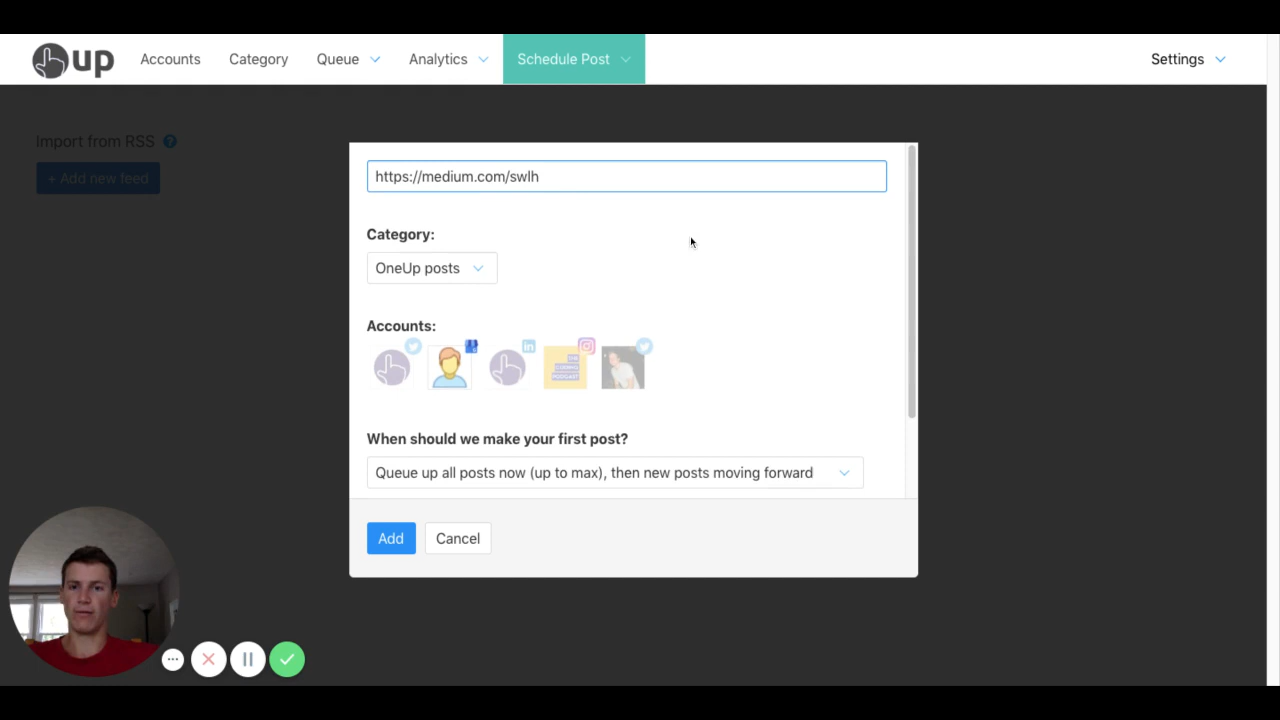 up Accounts Category Queue Analytics Schedule Post Settings
Import from RSS ?
+ Add new feed
https://medium.com/swlh
Category:
OneUp posts
Accounts:
in
When should we make your first post?
Queue up all posts now (up to max), then new posts moving forward
Add Cancel